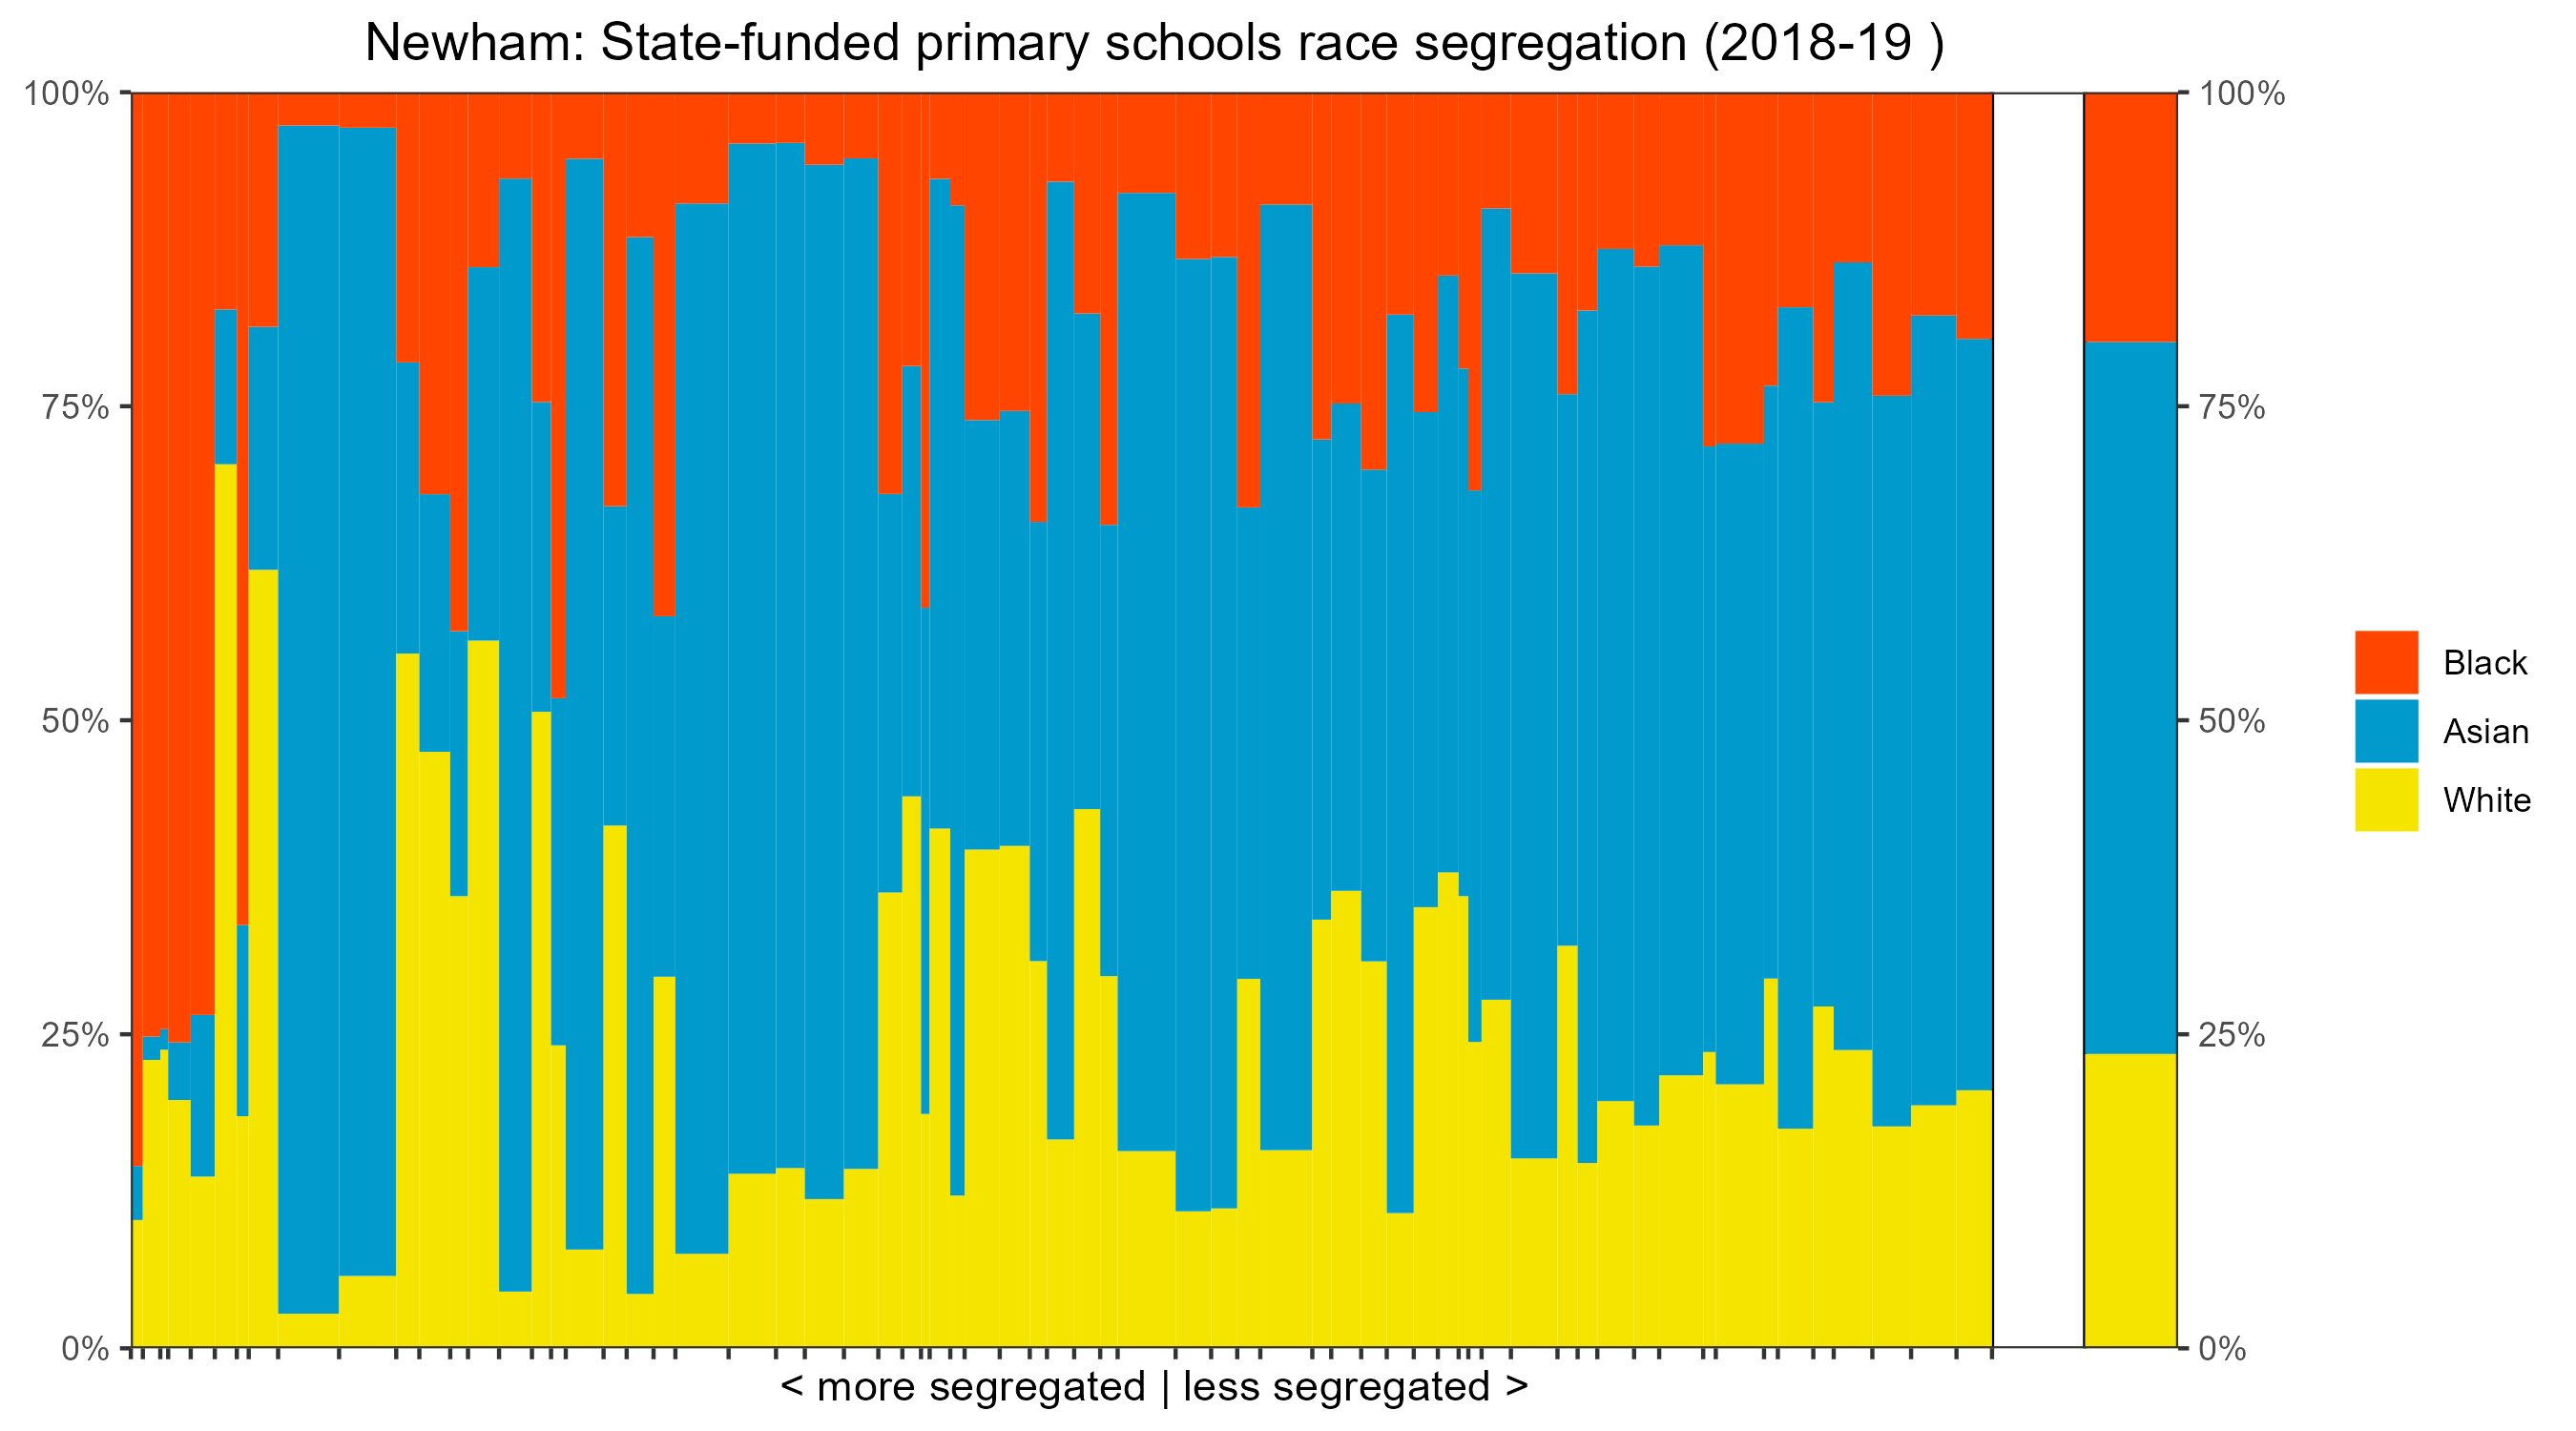 Newham: State-funded primary schools race segregation (2018-19 )
100%
75%
50%
25%
0%
100%
75%
50%
25%
0%
Black
Asian
White
< more segregated | less segregated >